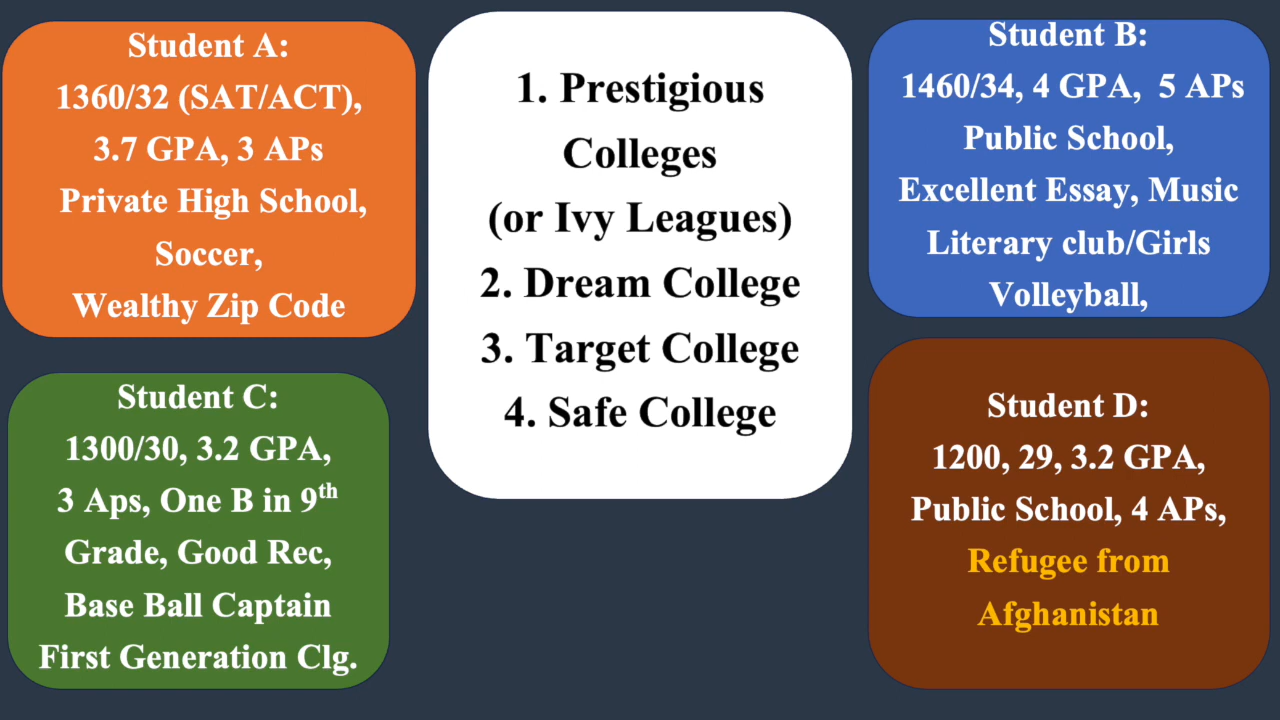 Student A:
1360/32 (SAT/ACT),
3.7 GPA, 3 APs
Private High School,
Soccer,
Wealthy Zip Code
1. Prestigious
Colleges
(or Ivy Leagues)
2. Dream College
3. Target College
4. Safe College
Student B:
1460/34, 4 GPA, 5 APs
Public School,
Excellent Essay, Music
Literary club/Girls
Volleyball,
Student C:
1300/30, 3.2 GPA,
3 Aps, One B in 9th
Grade, Good Rec,
Base Ball Captain
First Generation Clg.
Student D:
1200, 29, 3.2 GPA,
Public School, 4 APs,
Refugee from
Afghanistan